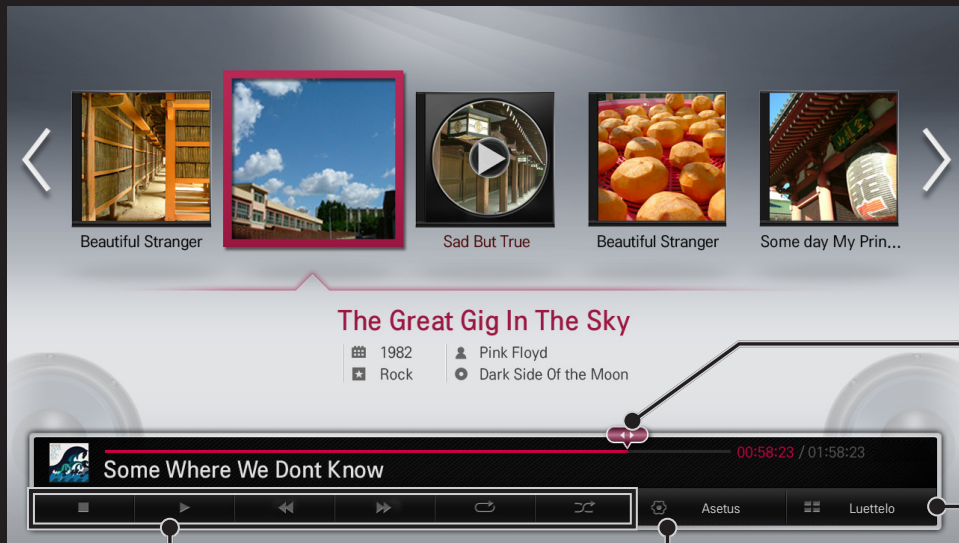 Beautiful Stranger
Sad But True
Beautiful Stranger
Some day My Prin...
The Great Gig In The Sky
1982
Pink Floyd
Rock
Dark Side Of the Moon
00:58:23 / 01:58:23
Some Where We Dont Know
Asetus
Luettelo